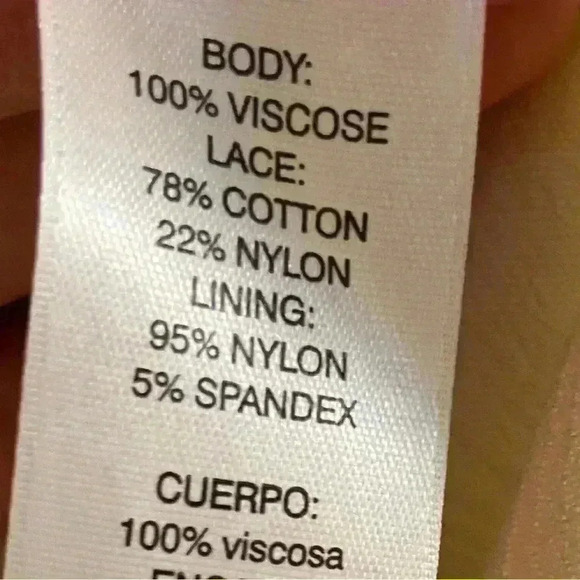 BODY:
100% VISCOSE
LACE:
78% COTTON
22% NYLON
LINING:
95% NYLON
5% SPANDEX
CUERPO:
100% viscosa